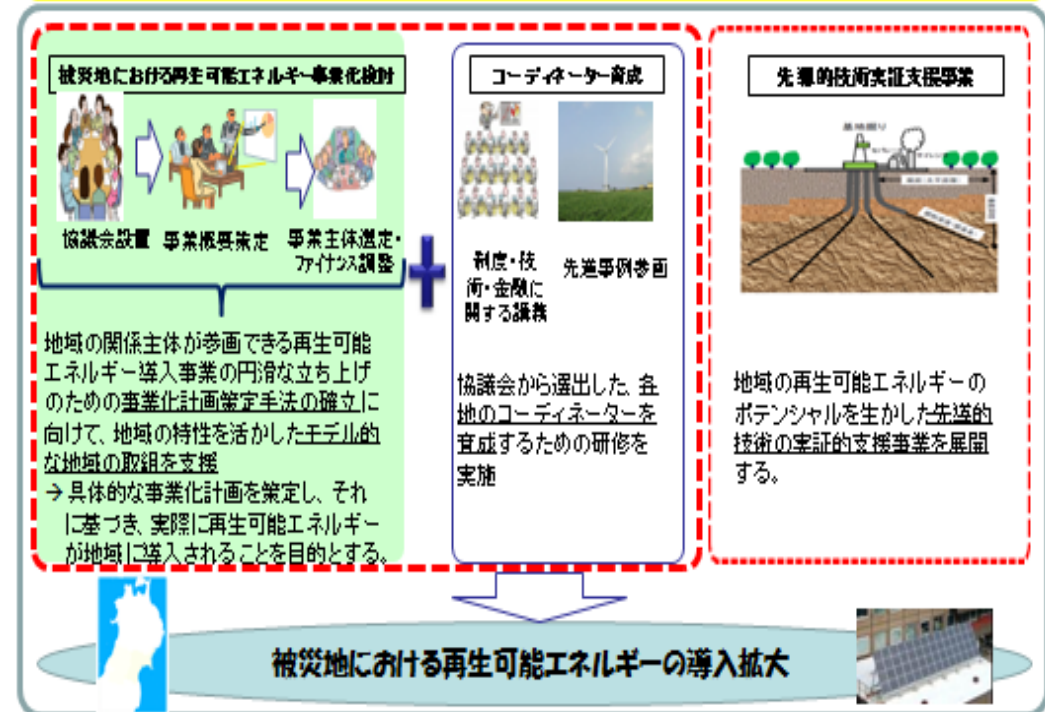 被災地における再生可能エネルギー事業化検討
協議会設置
事業概要策定
事業主体選定・
ファイナンス調整
地域の関係主体が参画できる再生可能
エネルギー導入事業の円滑な立ち上げ
のための事業化計画策定手法の確立に
向けて、地域の特性を活かしたモデル的
な地域の取組を支援
→具体的な事業化計画を策定し、それ
に基づき、実際に再生可能エネルギー
が地域に導入されることを目的とする。
コーディネーター育成
制度・技
術・金融に
関する講義
先進事例参画
協議会から選出した、各
地のコーディネーターを
育成するための研修を
実施
先導的技術実証支援事業
基地掘り
地域の再生可能エネルギーの
ポテンシャルを生かした先導的
技術の実証的支援事業を展開
する。
被災地における再生可能エネルギーの導入拡大